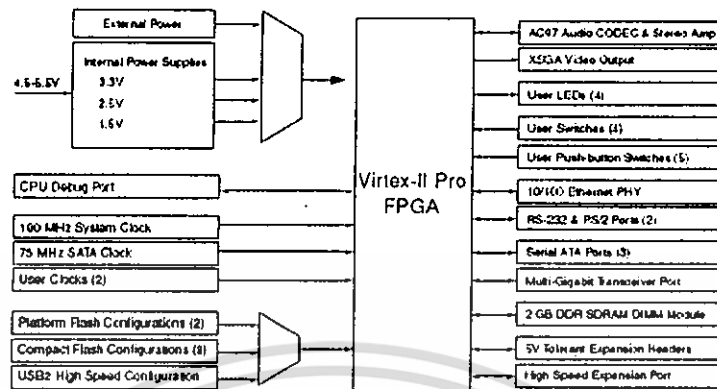 External Power
Internal Power Supplies
4.5-5.5V
3.3V
2.5V
1.5V
CPU Debug Port
100 MHz System Clock
75 MHz SATA Clock
User Clocks (2)
Platform Flash Configurations (2)
Compact Flash Configurations (8)
USB2 High Speed Configuration
Virtex-II Pro
FPGA
AC97 Audio CODEC & Stereo Amp
XSGA Video Output
User LEDs (4)
User Switches (4)
User Push-button Switches (5)
10/100 Ethernet PHY
RS-232 & PS/2 Ports (2)
Serial ATA Ports (3)
Multi-Gigabit Transceiver Port
2 GB DDR SDRAM DIMM Module
5V Tolerant Expansion Headers
High Speed Expansion Port